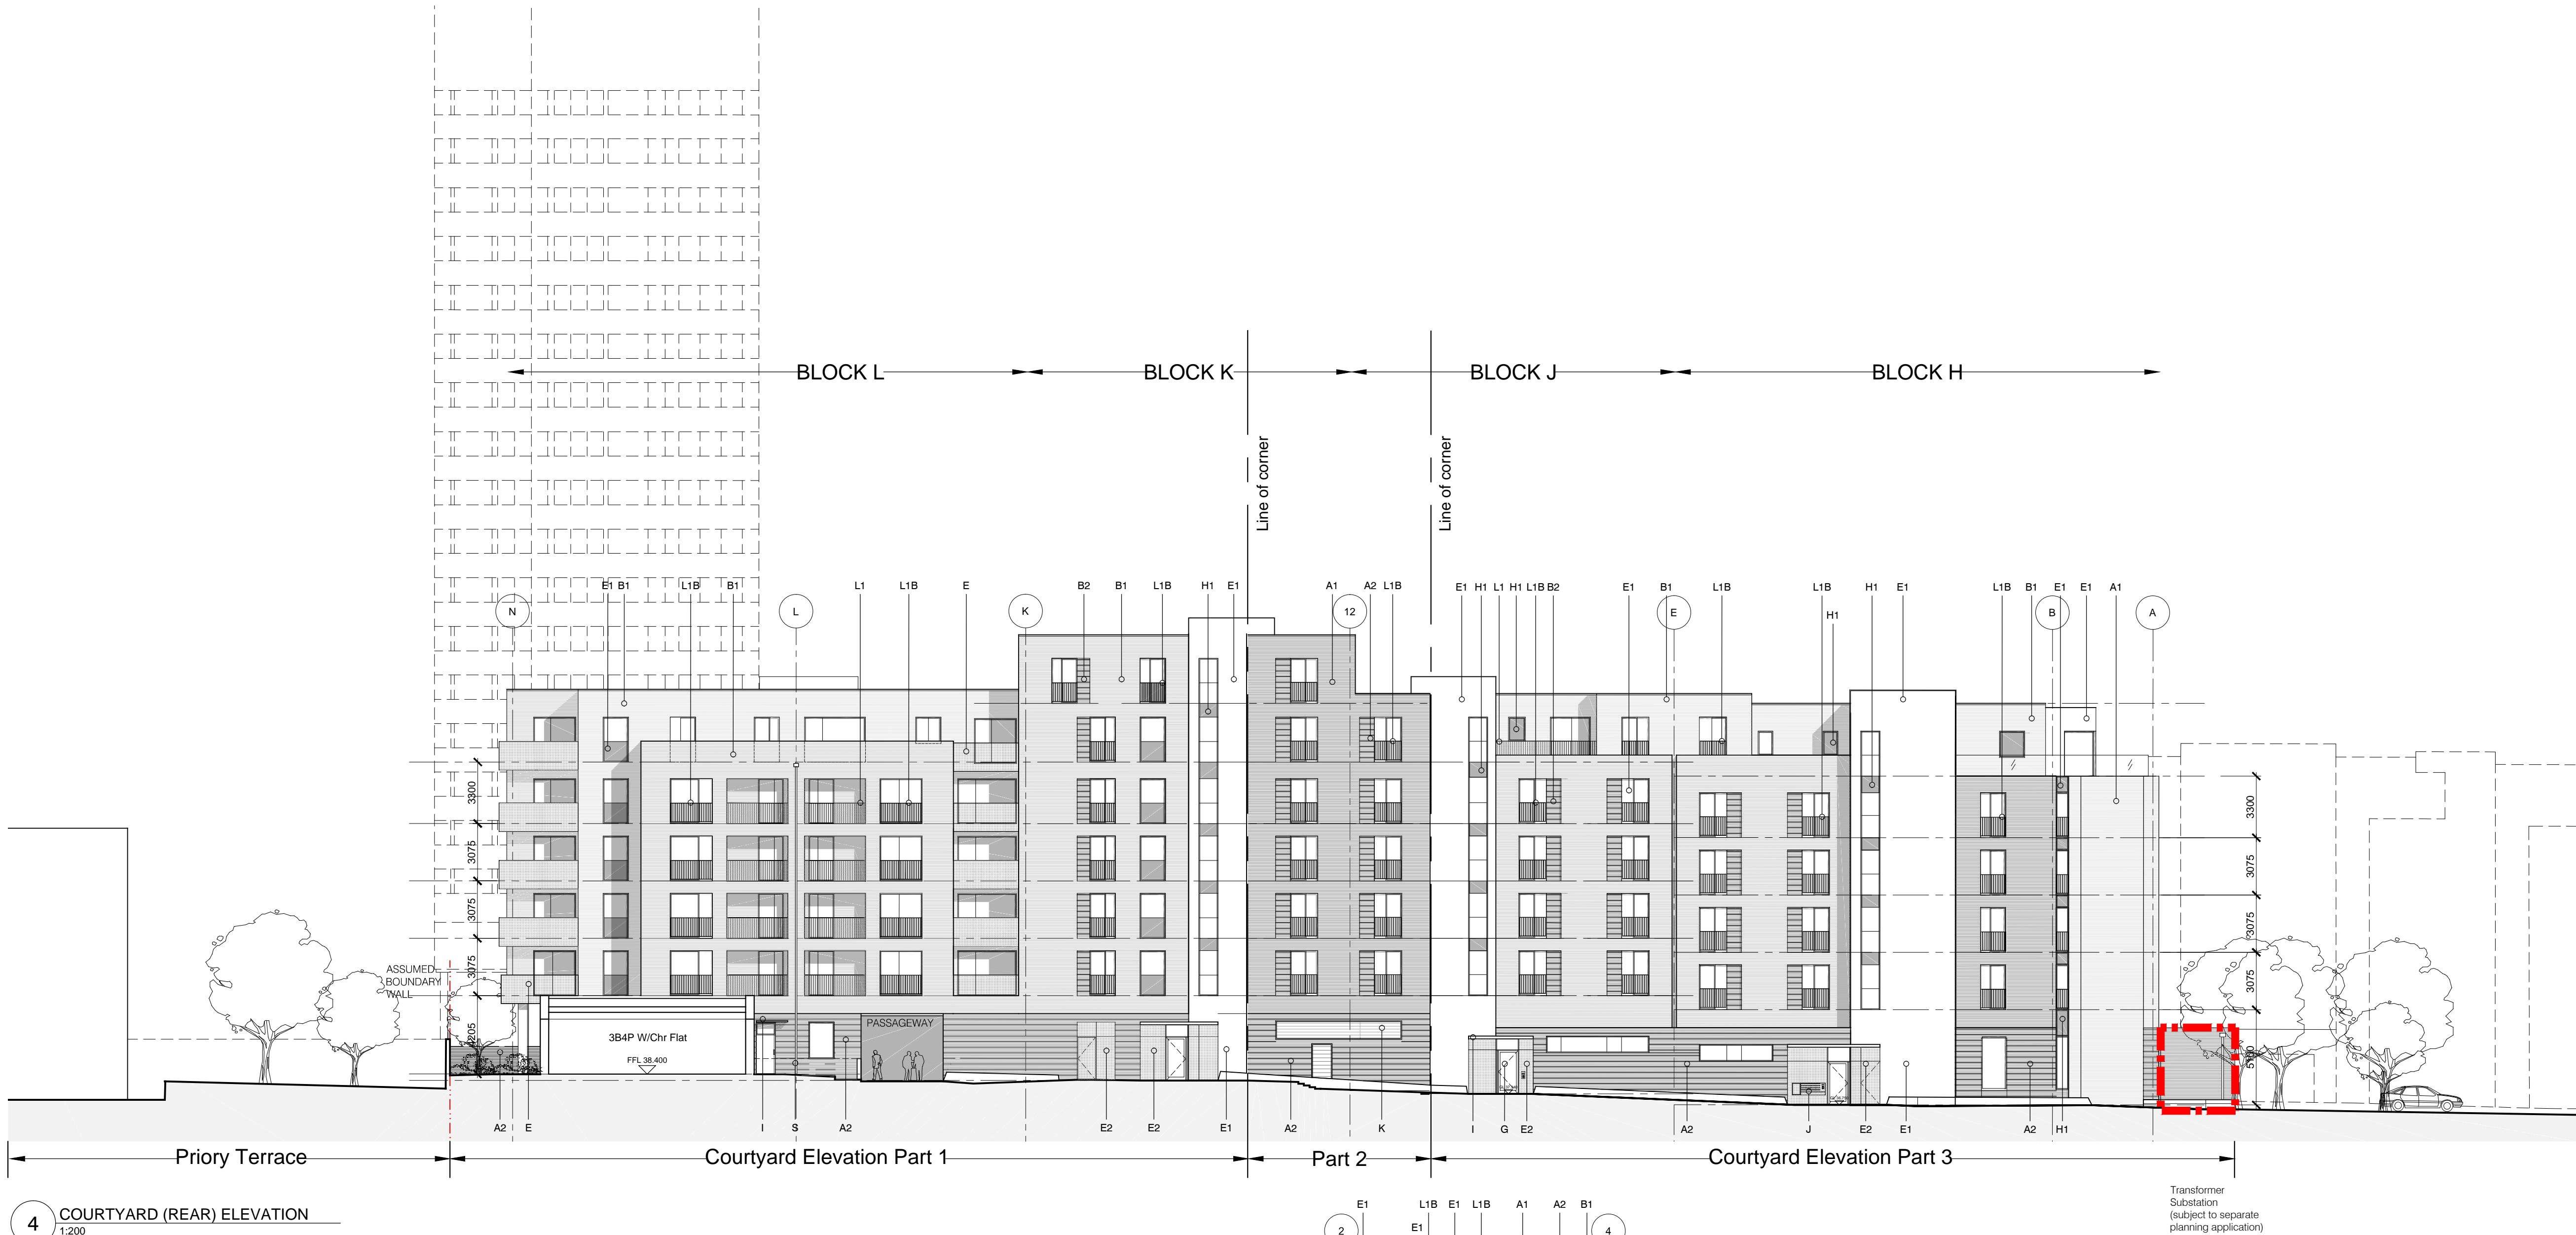 BLOCK L
BLOCK K
BLOCK J
BLOCK H
Line of corner
Line of corner
E1 B1 L1B B1 L1 L1B E B2 B1 L1B H1 E1 A1 A2 L1B E1 H1 L1 H1 L1B B2 E1 B1 L1B L1B H1 E1 L1B B1 E1 E1 A1
H1
N L K 12 E B A
3300
3075
3075
3075
4205
3300
3075
3075
3075
5100
ASSUMED
BOUNDARY
WALL
3B4P W/Chr Flat
FFL 38.400
PASSAGEWAY
A2 E I S A2 E2 E2 E1 A2 K I G E2 A2 J E2 E1 A2 H1
Priory Terrace
Courtyard Elevation Part 1
Part 2
Courtyard Elevation Part 3
Transformer
Substation
(subject to separate
planning application)
4
COURTYARD (REAR) ELEVATION
1:200
E1 L1B E1 L1B A1 A2 B1
E1
2 4